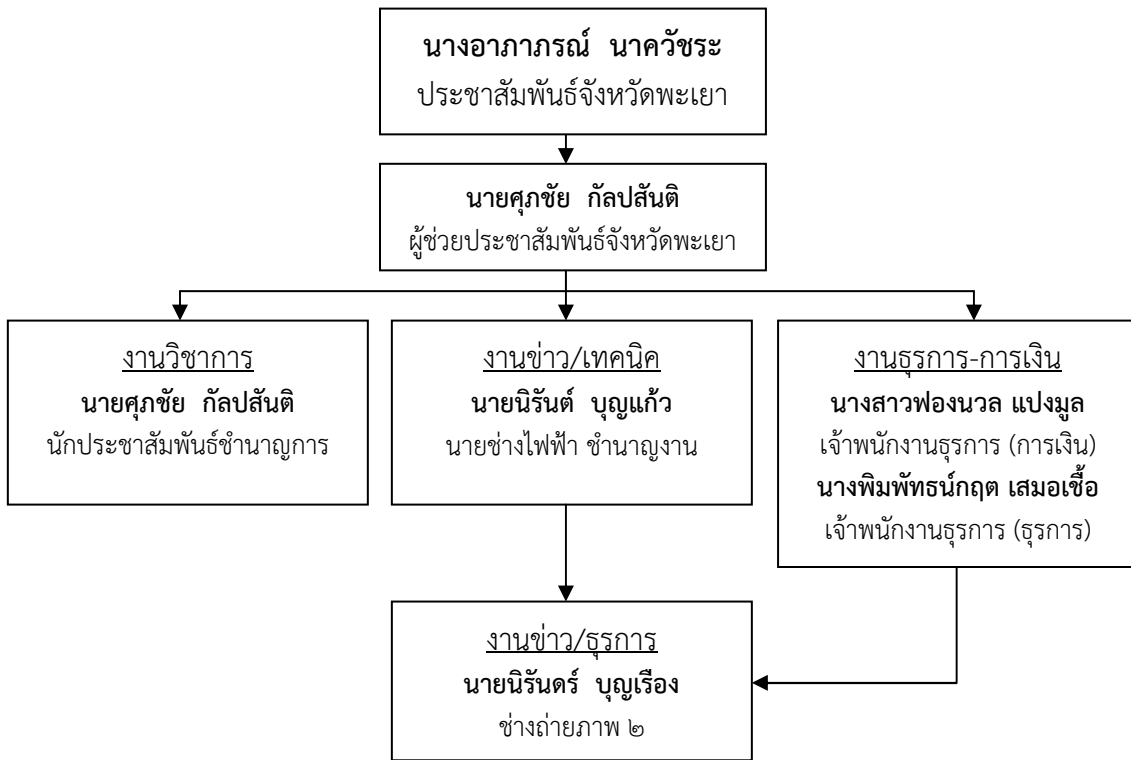 นางอาภาภรณ์ นาควัชระ
ประชาสัมพันธ์จังหวัดพะเยา
นายศุภชัย กัลปสันติ
ผู้ช่วยประชาสัมพันธ์จังหวัดพะเยา
งานวิชาการ
นายศุภชัย กัลปสันติ
นักประชาสัมพันธ์ชำนาญการ
งานข่าว/เทคนิค
นายนิรันต์ บุญแก้ว
นายช่างไฟฟ้า ชำนาญงาน
งานธุรการ-การเงิน
นางสาวฟองนวล แปงมูล
เจ้าพนักงานธุรการ (การเงิน)
นางพิมพัทธน์กฤต เสมอเชื้อ
เจ้าพนักงานธุรการ (ธุรการ)
งานข่าว/ธุรการ
นายนิรันดร์ บุญเรือง
ช่างถ่ายภาพ ๒